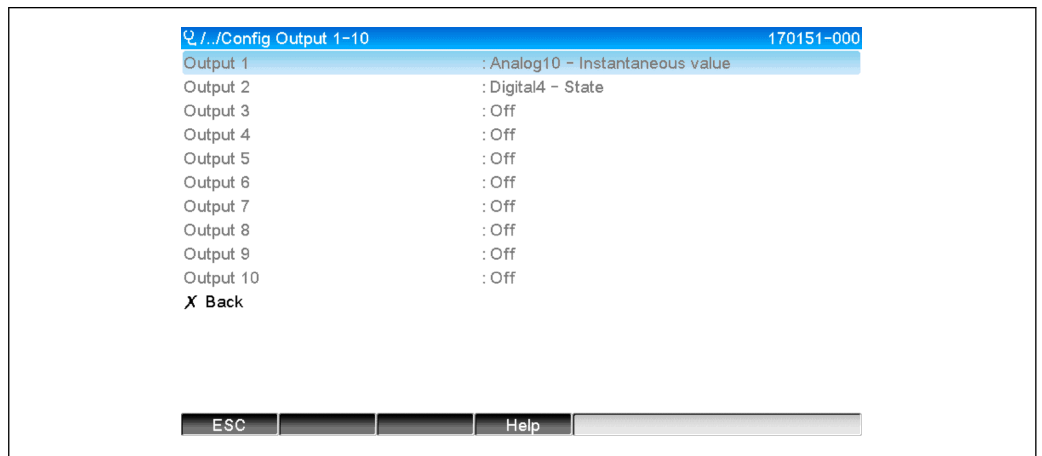 /../Config Output 1-10 170151-000
Output 1 : Analog10 - Instantaneous value
Output 2 : Digital4 - State
Output 3 : Off
Output 4 : Off
Output 5 : Off
Output 6 : Off
Output 7 : Off
Output 8 : Off
Output 9 : Off
Output 10 : Off
X Back
ESC Help